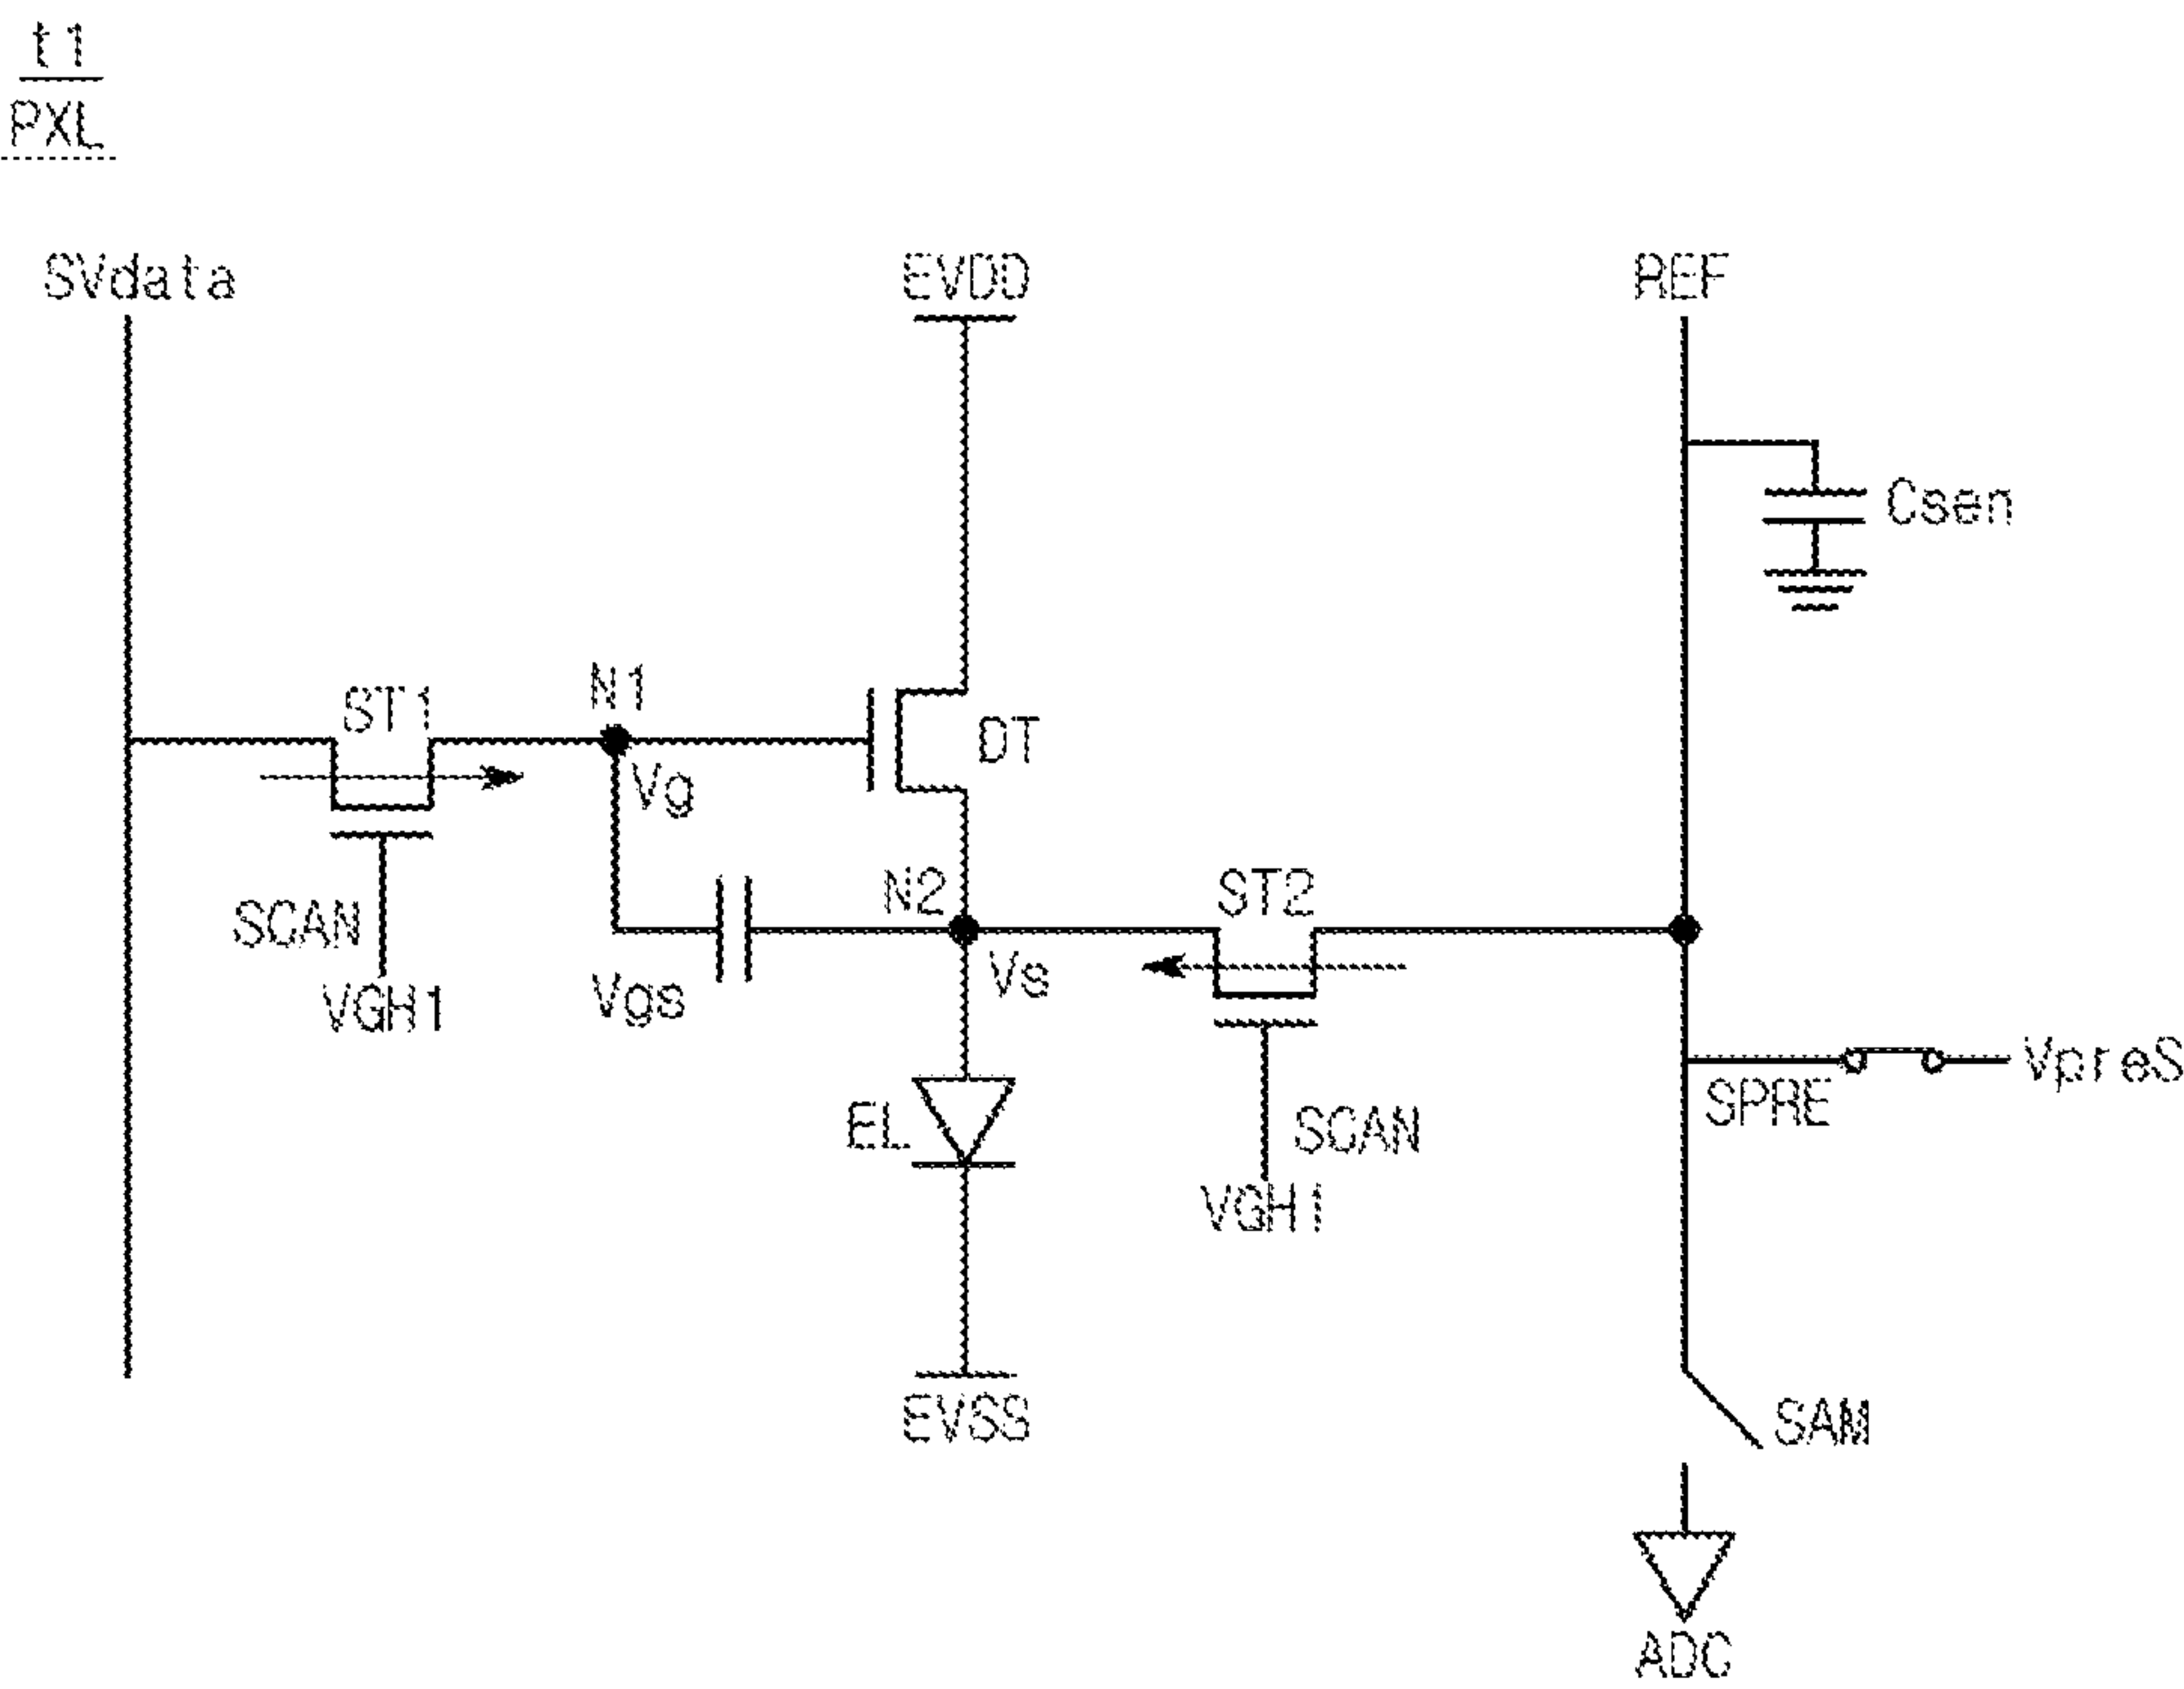 t1
PXL
SVdata
EVDD
REF
Csen
ST1
N1
DT
Vg
SCAN
VGH1
Vgs
N2
Vs
ST2
EL
SCAN
VGH1
SPRE
VpreS
EVSS
SAM
ADC